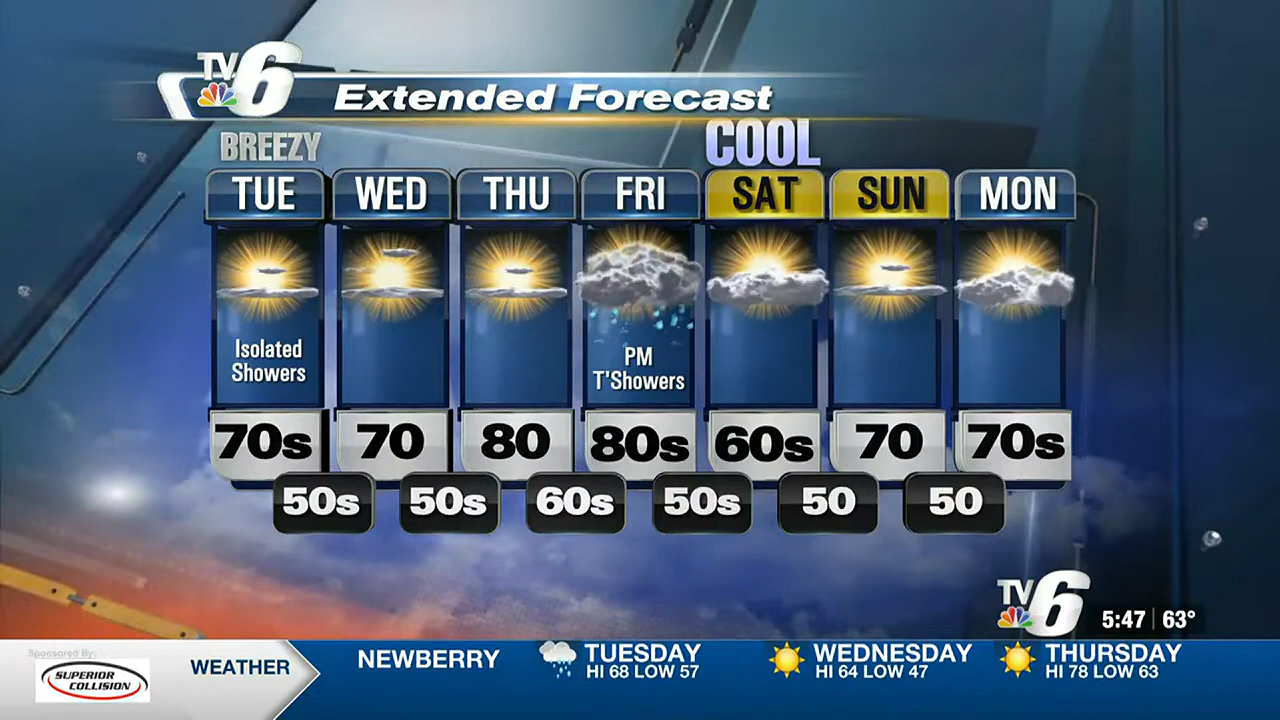 TV6
Extended Forecast
BREEZY
COOL
TUE WED THU FRI SAT SUN MON
Isolated
Showers
PM
T'Showers
70s 70 80 80s 60s 70 70s
50s 50s 60s 50s 50 50
TV6 5:47 63°
Sponsored By:
SUPERIOR
COLLISION
WEATHER
NEWBERRY
TUESDAY
HI 68 LOW 57
WEDNESDAY
HI 64 LOW 47
THURSDAY
HI 78 LOW 63